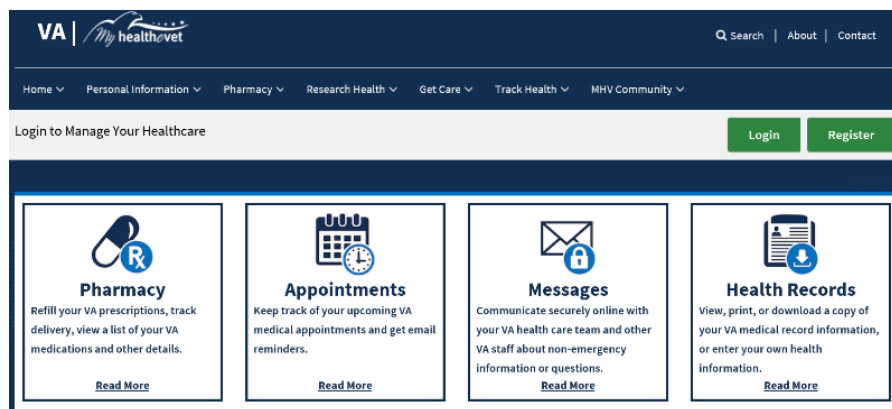 VA | My healthevet
Search | About | Contact
Home Personal Information Pharmacy Research Health Get Care Track Health MHV Community
Login to Manage Your Healthcare Login Register
Rx
Pharmacy
Refill your VA prescriptions, track
delivery, view a list of your VA
medications and other details.
Read More
Appointments
Keep track of your upcoming VA
medical appointments and get email
reminders.
Read More
Messages
Communicate securely online with
your VA health care team and other
VA staff about non-emergency
information or questions.
Read More
Health Records
View, print, or download a copy of
your VA medical record information,
or enter your own health
information.
Read More